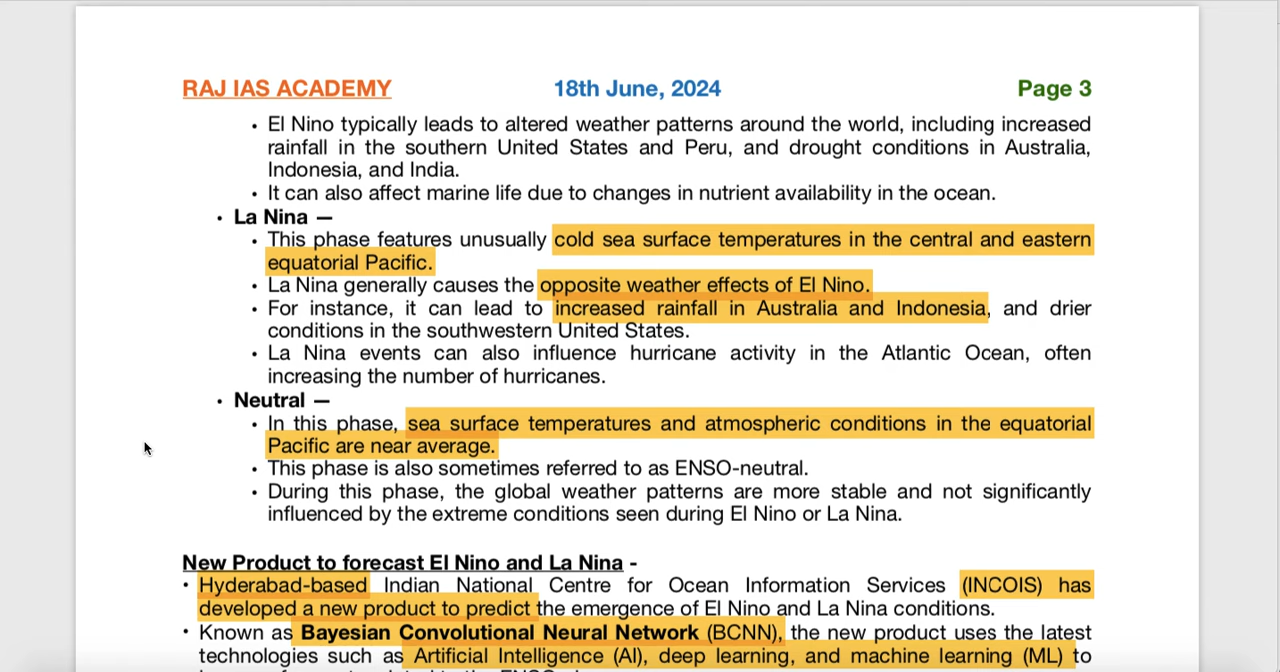 RAJ IAS ACADEMY 18th June, 2024 Page 3
• El Nino typically leads to altered weather patterns around the world, including increased
rainfall in the southern United States and Peru, and drought conditions in Australia,
Indonesia, and India.
• It can also affect marine life due to changes in nutrient availability in the ocean.
• La Nina —
• This phase features unusually cold sea surface temperatures in the central and eastern
equatorial Pacific.
• La Nina generally causes the opposite weather effects of El Nino.
• For instance, it can lead to increased rainfall in Australia and Indonesia, and drier
conditions in the southwestern United States.
• La Nina events can also influence hurricane activity in the Atlantic Ocean, often
increasing the number of hurricanes.
• Neutral —
• In this phase, sea surface temperatures and atmospheric conditions in the equatorial
Pacific are near average.
• This phase is also sometimes referred to as ENSO-neutral.
• During this phase, the global weather patterns are more stable and not significantly
influenced by the extreme conditions seen during El Nino or La Nina.
New Product to forecast El Nino and La Nina -
• Hyderabad-based Indian National Centre for Ocean Information Services (INCOIS) has
developed a new product to predict the emergence of El Nino and La Nina conditions.
• Known as Bayesian Convolutional Neural Network (BCNN), the new product uses the latest
technologies such as Artificial Intelligence (AI), deep learning, and machine learning (ML) to